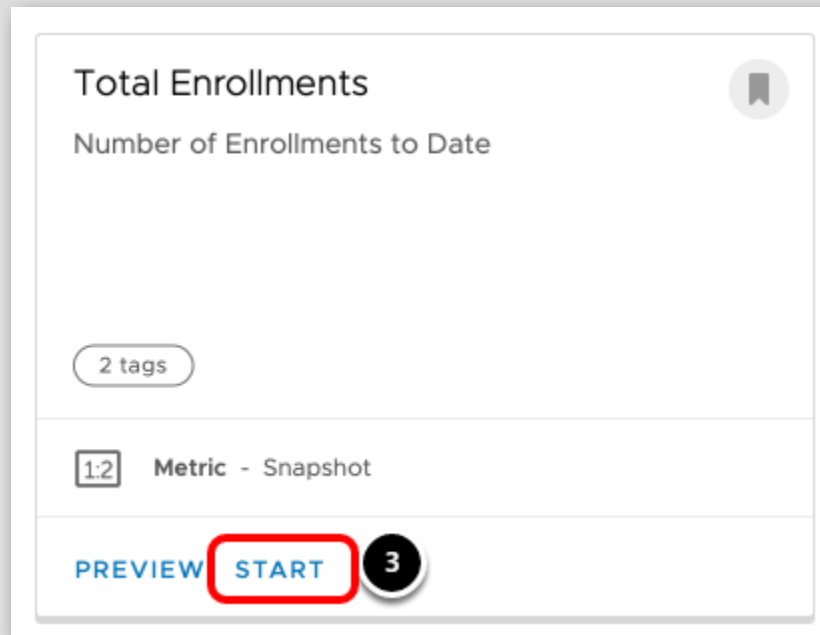 Total Enrollments
Number of Enrollments to Date
2 tags
1:2 Metric - Snapshot
PREVIEW START 3